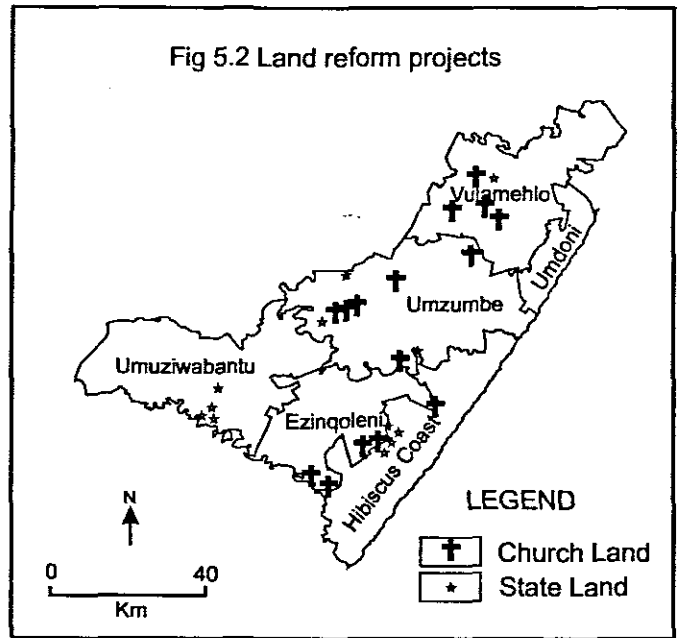 Fig 5.2 Land reform projects
Vulamehlo
Umdoni
Umzumbe
Umuziwabantu
Ezinqoleni
Hibiscus Coast
N
0 40
Km
LEGEND
Church Land
State Land